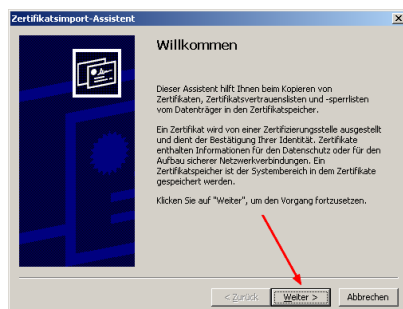 Zertifikatsimport-Assistent
Willkommen
Dieser Assistent hilft Ihnen beim Kopieren von
Zertifikaten, Zertifikatsvertrauenslisten und -sperrlisten
vom Datenträger in den Zertifikatspeicher.
Ein Zertifikat wird von einer Zertifizierungsstelle ausgestellt
und dient der Bestätigung Ihrer Identität. Zertifikate
enthalten Informationen für den Datenschutz oder für den
Aufbau sicherer Netzwerkverbindungen. Ein
Zertifikatspeicher ist der Systembereich in dem Zertifikate
gespeichert werden.
Klicken Sie auf "Weiter", um den Vorgang fortzusetzen.
< Zurück Weiter > Abbrechen